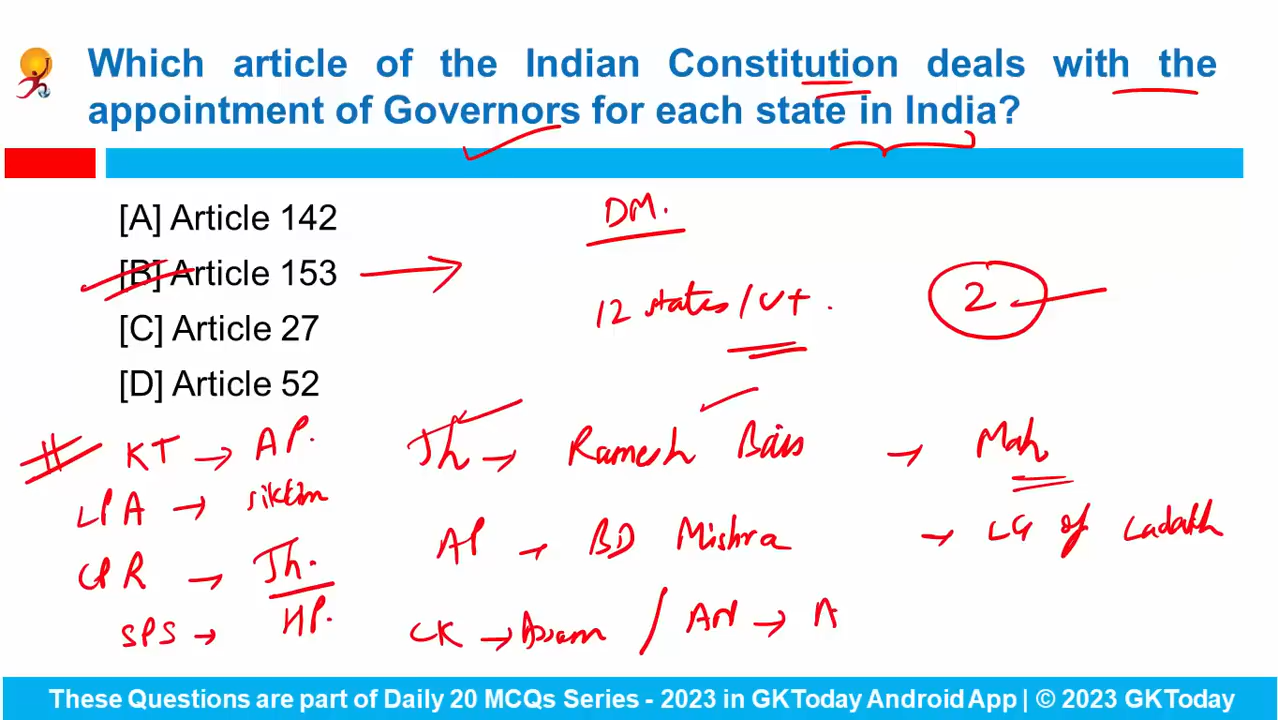 Which article of the Indian Constitution deals with the
appointment of Governors for each state in India?
[A] Article 142
[B] Article 153
[C] Article 27
[D] Article 52
DM.
12 states/UT.
2
KT → AP.
LPA → Sikkim
CPR → Jh.
SPS → HP.
Jh → Ramesh Bais → Mah
AP → BD Mishra → LG of Ladakh
GK → Assam / AN → A
These Questions are part of Daily 20 MCQs Series - 2023 in GKToday Android App | © 2023 GKToday